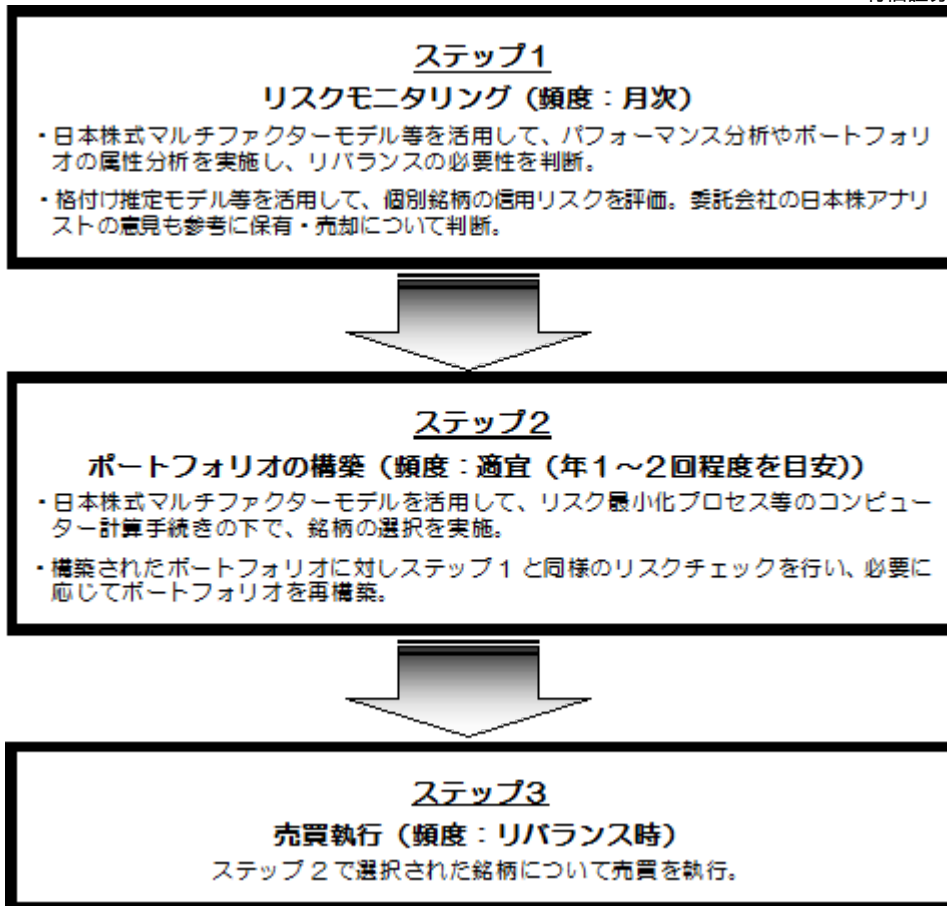 ステップ1
リスクモニタリング（頻度：月次）
・日本株式マルチファクターモデル等を活用して、パフォーマンス分析やポートフォリ
オの属性分析を実施し、リバランスの必要性を判断。
・格付け推定モデル等を活用して、個別銘柄の信用リスクを評価。委託会社の日本株アナリ
ストの意見も参考に保有・売却について判断。
ステップ2
ポートフォリオの構築（頻度：適宜（年1～2回程度を目安））
・日本株式マルチファクターモデルを活用して、リスク最小化プロセス等のコンピュー
ター計算手続きの下で、銘柄の選択を実施。
・構築されたポートフォリオに対しステップ1と同様のリスクチェックを行い、必要に
応じてポートフォリオを再構築。
ステップ3
売買執行（頻度：リバランス時）
ステップ2で選択された銘柄について売買を執行。